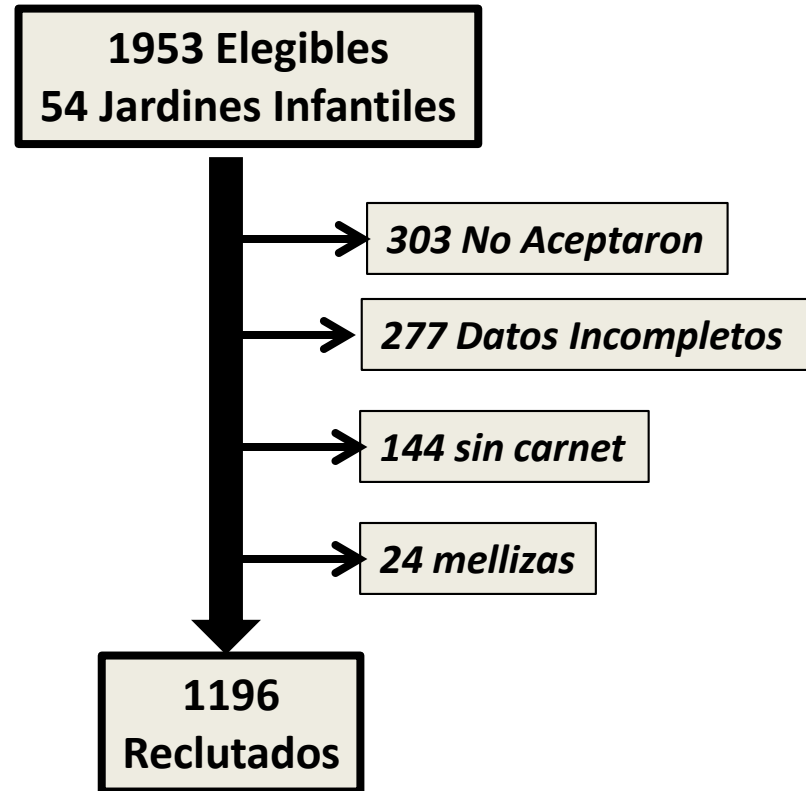 1953 Elegibles
54 Jardines Infantiles
303 No Aceptaron
277 Datos Incompletos
144 sin carnet
24 mellizas
1196
Reclutados